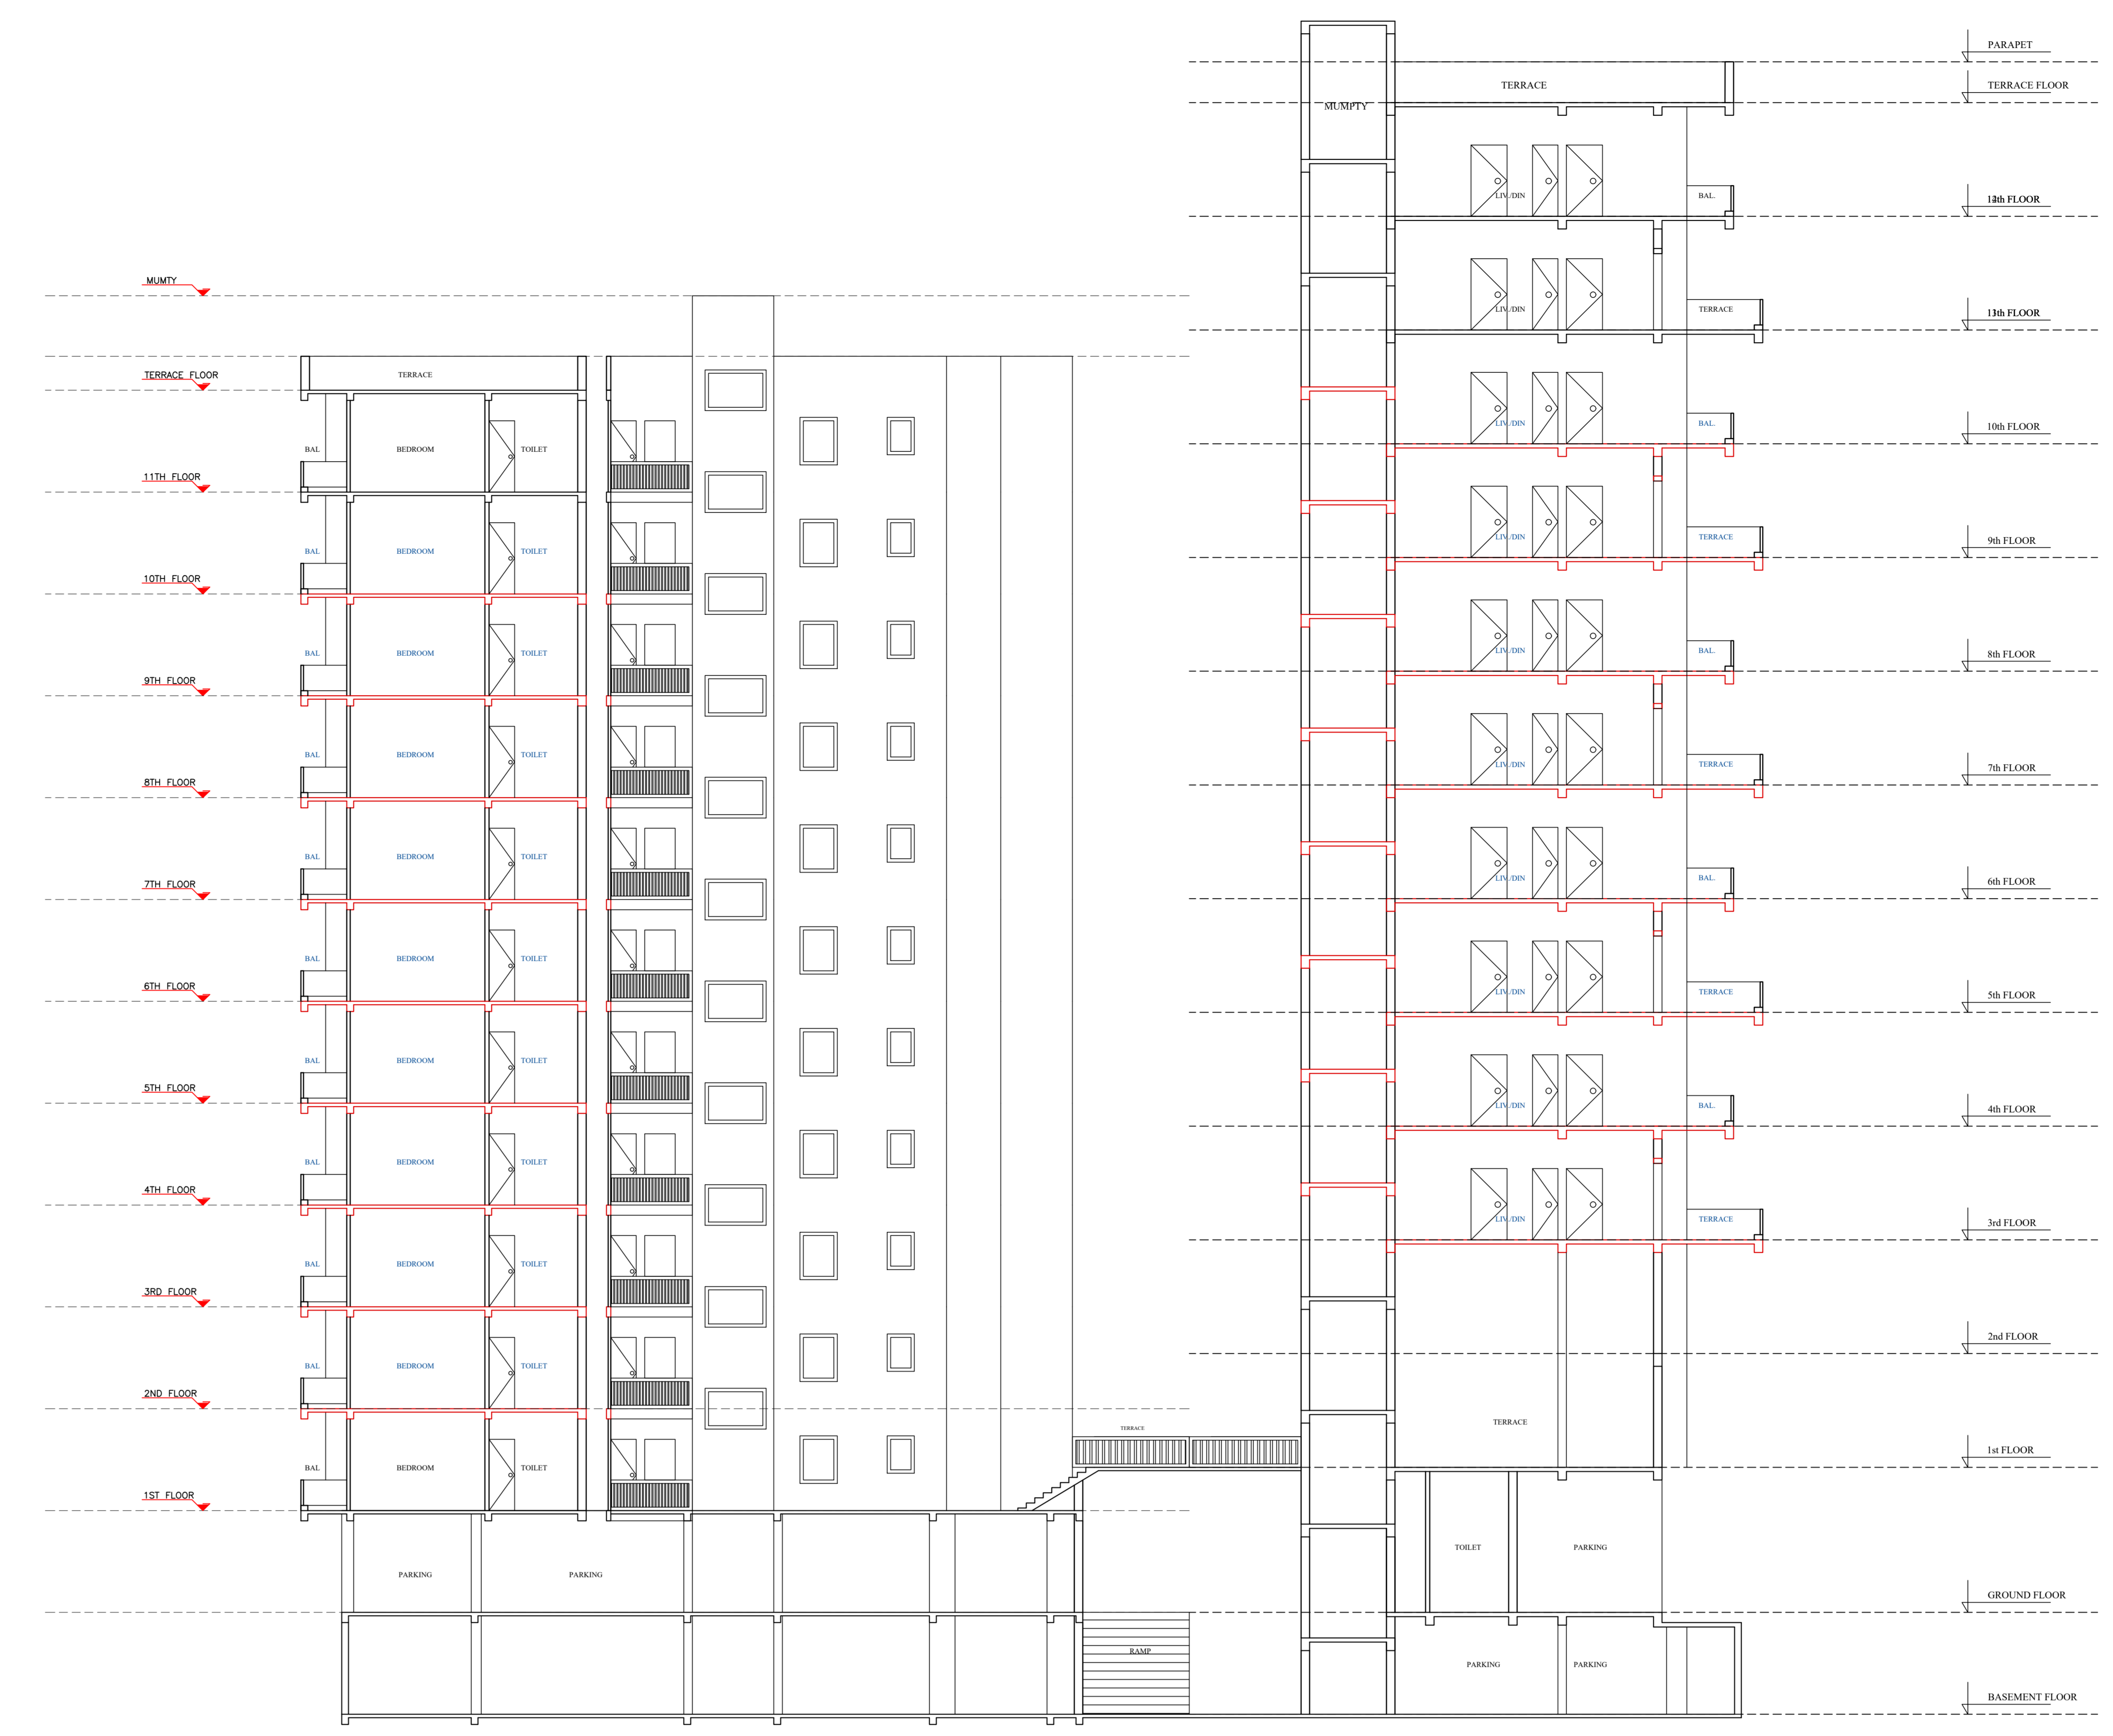 PARAPET
TERRACE FLOOR
TERRACE
MUMPTY
LIV./DIN
BAL.
FLOOR
MUMTY
LIV./DIN
TERRACE
FLOOR
TERRACE FLOOR
TERRACE
LIV./DIN
BAL.
10th FLOOR
BAL
BEDROOM
TOILET
11TH FLOOR
LIV./DIN
TERRACE
9th FLOOR
BAL
BEDROOM
TOILET
10TH FLOOR
LIV./DIN
BAL.
8th FLOOR
BAL
BEDROOM
TOILET
9TH FLOOR
LIV./DIN
TERRACE
7th FLOOR
BAL
BEDROOM
TOILET
8TH FLOOR
BAL
BEDROOM
TOILET
LIV./DIN
BAL.
6th FLOOR
7TH FLOOR
BAL
BEDROOM
TOILET
LIV./DIN
TERRACE
5th FLOOR
6TH FLOOR
BAL
BEDROOM
TOILET
LIV./DIN
BAL.
4th FLOOR
5TH FLOOR
BAL
BEDROOM
TOILET
4TH FLOOR
LIV./DIN
TERRACE
3rd FLOOR
BAL
BEDROOM
TOILET
3RD FLOOR
2nd FLOOR
BAL
BEDROOM
TOILET
2ND FLOOR
TERRACE
TERRACE
1st FLOOR
BAL
BEDROOM
TOILET
1ST FLOOR
TOILET
PARKING
PARKING
PARKING
GROUND FLOOR
RAMP
PARKING
PARKING
BASEMENT FLOOR